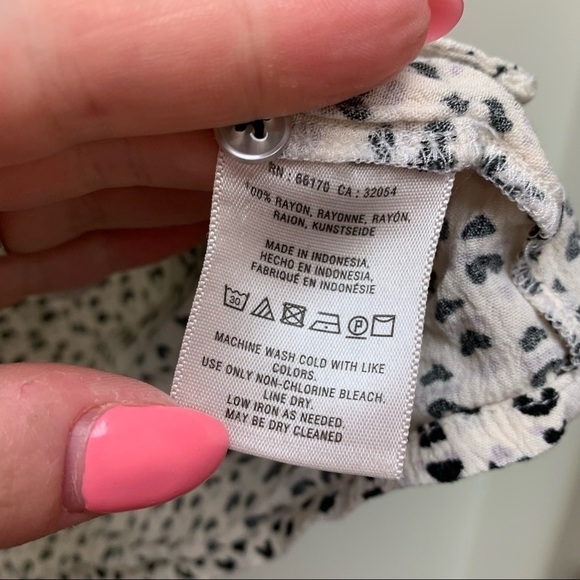 RN : 66170 CA : 32054
100% RAYON, RAYONNE, RAYÓN,
RAION, KUNSTSEIDE
MADE IN INDONESIA,
HECHO EN INDONESIA,
FABRIQUÉ EN INDONÉSIE
30 P
MACHINE WASH COLD WITH LIKE
COLORS.
USE ONLY NON-CHLORINE BLEACH.
LINE DRY.
LOW IRON AS NEEDED.
MAY BE DRY CLEANED